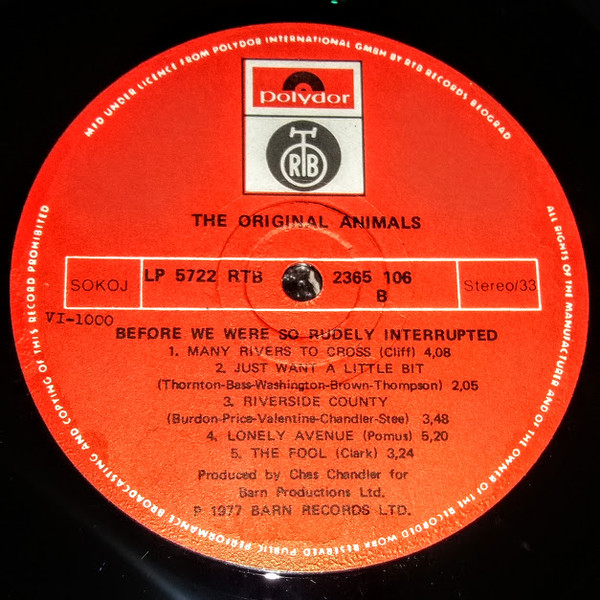 MFD UNDER LICENCE FROM POLYDOR INTERNATIONAL GMBH BY RTB RECORDS BEOGRAD
polydor
RTB
THE ORIGINAL ANIMALS
SOKOJ
LP 5722 RTB 2365 106
B
Stereo/33
VI-1000
BEFORE WE WERE SO RUDELY INTERRUPTED
1. MANY RIVERS TO CROSS (Cliff) 4,08
2. JUST WANT A LITTLE BIT
(Thornton-Bass-Washington-Brown-Thompson) 2,05
3. RIVERSIDE COUNTY
(Burdon-Price-Valentine-Chandler-Stee) 3,48
4. LONELY AVENUE (Pomus) 5,20
5. THE FOOL (Clark) 3,24
Produced by Chas Chandler for
Barn Productions Ltd.
P 1977 BARN RECORDS LTD.
ALL RIGHTS OF THE MANUFACTURER AND OF THE OWNER OF THE RECORDED WORK RESERVED PUBLIC PERFORMANCE BROADCASTING AND COPYING OF THIS RECORD PROHIBITED